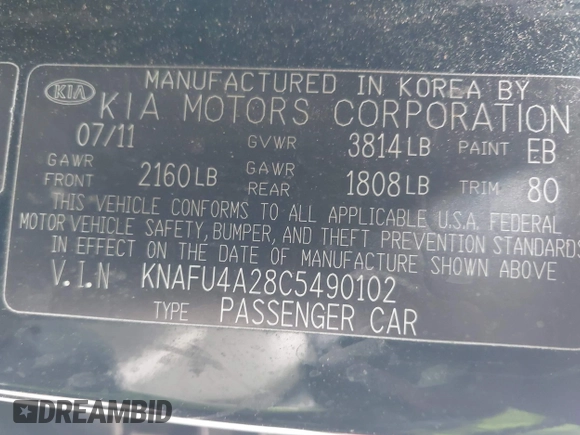 MANUFACTURED IN KOREA BY
KIA KIA MOTORS CORPORATION
07/11 GVWR 3814LB PAINT EB
GAWR FRONT 2160LB GAWR REAR 1808LB TRIM 80
THIS VEHICLE CONFORMS TO ALL APPLICABLE U.S.A. FEDERAL
MOTOR VEHICLE SAFETY, BUMPER, AND THEFT PREVENTION STANDARDS
IN EFFECT ON THE DATE OF MANUFACTURE SHOWN ABOVE
V.I.N KNAFU4A28C5490102
TYPE PASSENGER CAR
DREAMBID